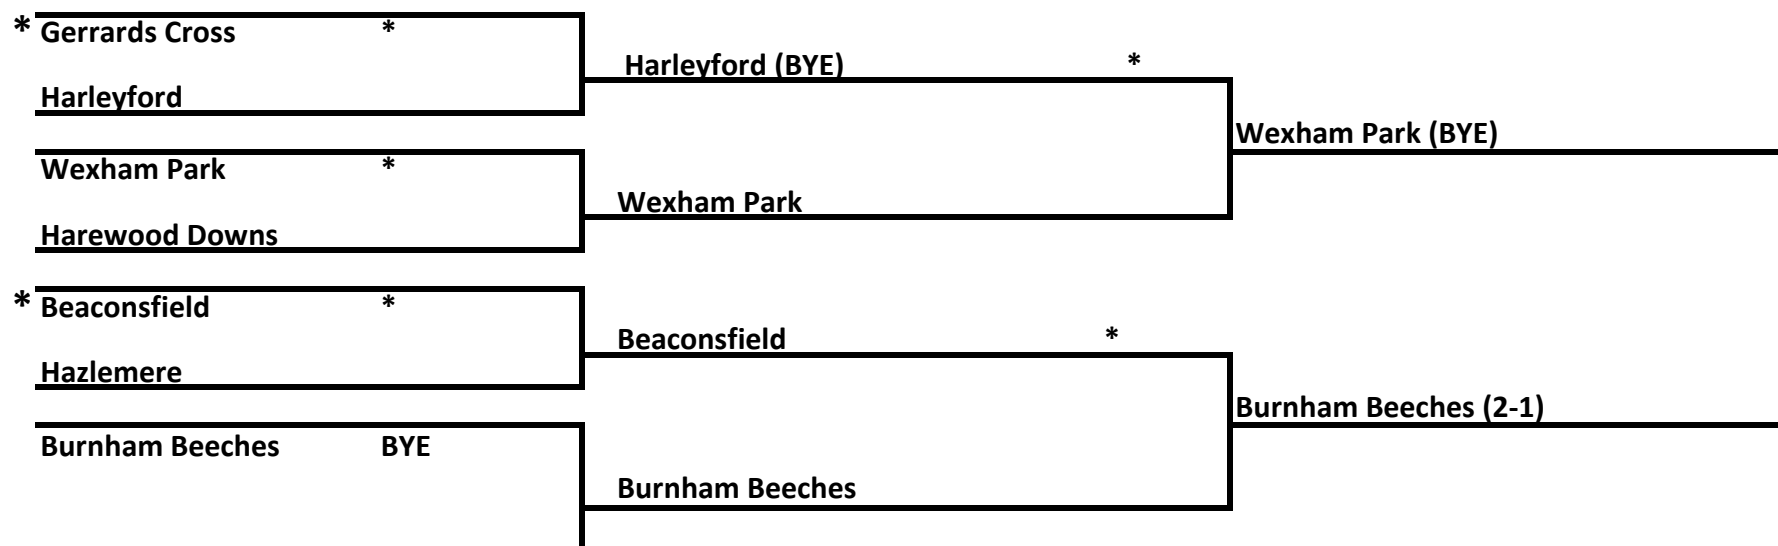 * Gerrards Cross *
Harleyford (BYE) *
Harleyford
Wexham Park (BYE)
Wexham Park *
Wexham Park
Harewood Downs
* Beaconsfield *
Beaconsfield *
Hazlemere
Burnham Beeches (2-1)
Burnham Beeches BYE
Burnham Beeches